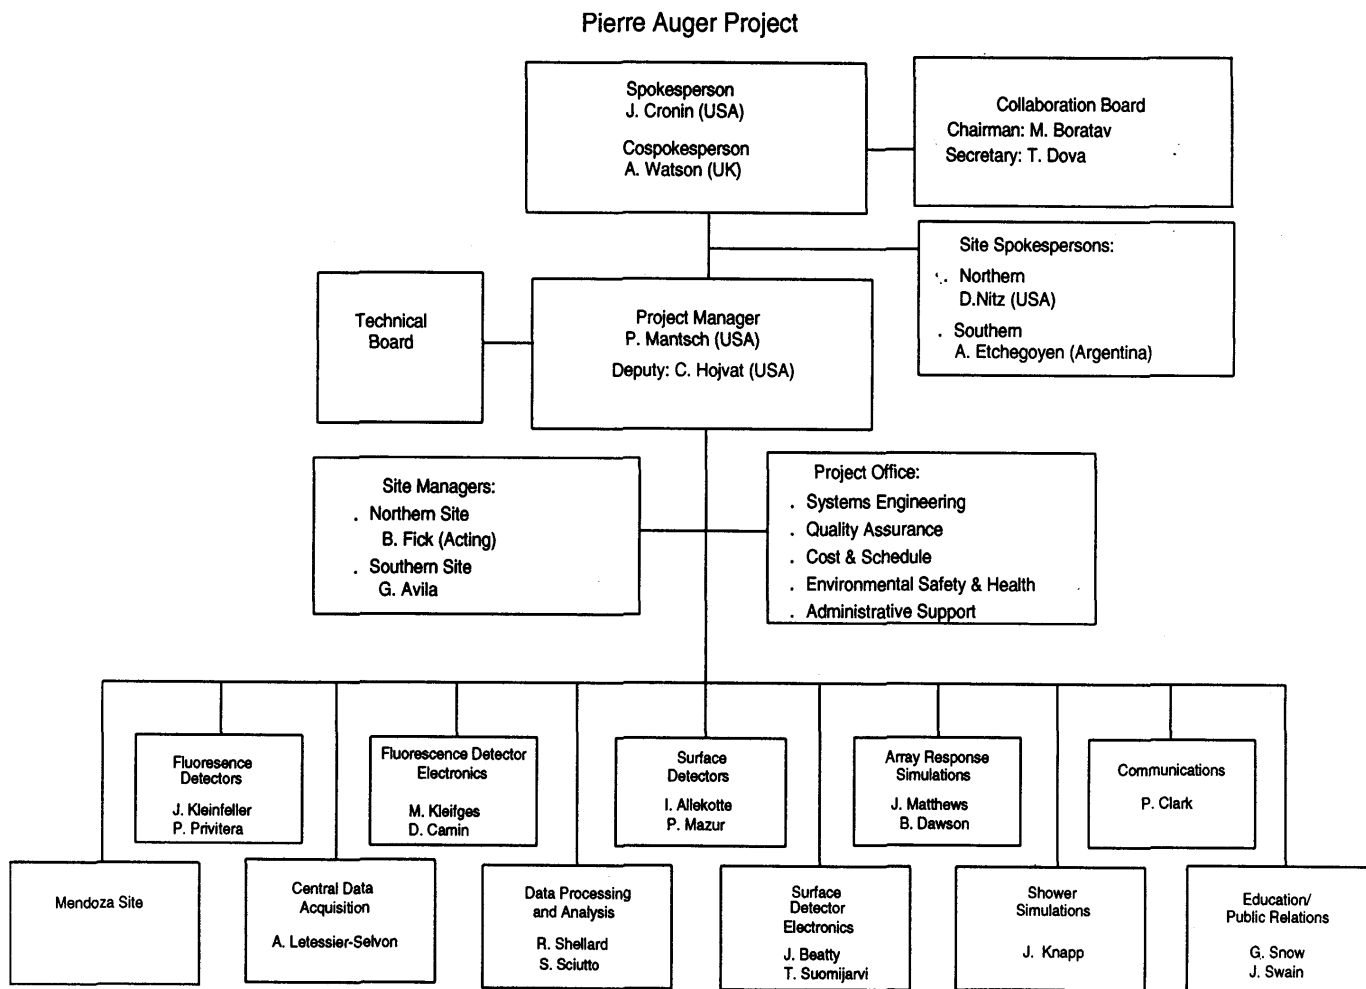 Pierre Auger Project
Spokesperson
J. Cronin (USA)
Cospokesperson
A. Watson (UK)
Collaboration Board
Chairman: M. Boratav
Secretary: T. Dova
Site Spokespersons:
. Northern
D.Nitz (USA)
. Southern
A. Etchegoyen (Argentina)
Technical
Board
Project Manager
P. Mantsch (USA)
Deputy: C. Hojvat (USA)
Site Managers:
. Northern Site
B. Fick (Acting)
. Southern Site
G. Avila
Project Office:
. Systems Engineering
. Quality Assurance
. Cost & Schedule
. Environmental Safety & Health
. Administrative Support
Fluoresence
Detectors
J. Kleinfeller
P. Privitera
Fluorescence Detector
Electronics
M. Kleifges
D. Camin
Surface
Detectors
I. Allekotte
P. Mazur
Array Response
Simulations
J. Matthews
B. Dawson
Communications
P. Clark
Mendoza Site
Central Data
Acquisition
A. Letessier-Selvon
Data Processing
and Analysis
R. Shellard
S. Sciutto
Surface
Detector
Electronics
J. Beatty
T. Suomijarvi
Shower
Simulations
J. Knapp
Education/
Public Relations
G. Snow
J. Swain